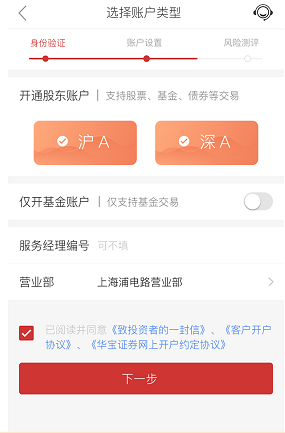 选择账户类型
身份验证 账户设置 风险测评
开通股东账户 | 支持股票、基金、债券等交易
沪 A 深 A
仅开基金账户 | 仅支持基金交易
服务经理编号 可不填
营业部 上海浦电路营业部
已阅读并同意《致投资者的一封信》、《客户开户
协议》、《华宝证券网上开户约定协议》
下一步